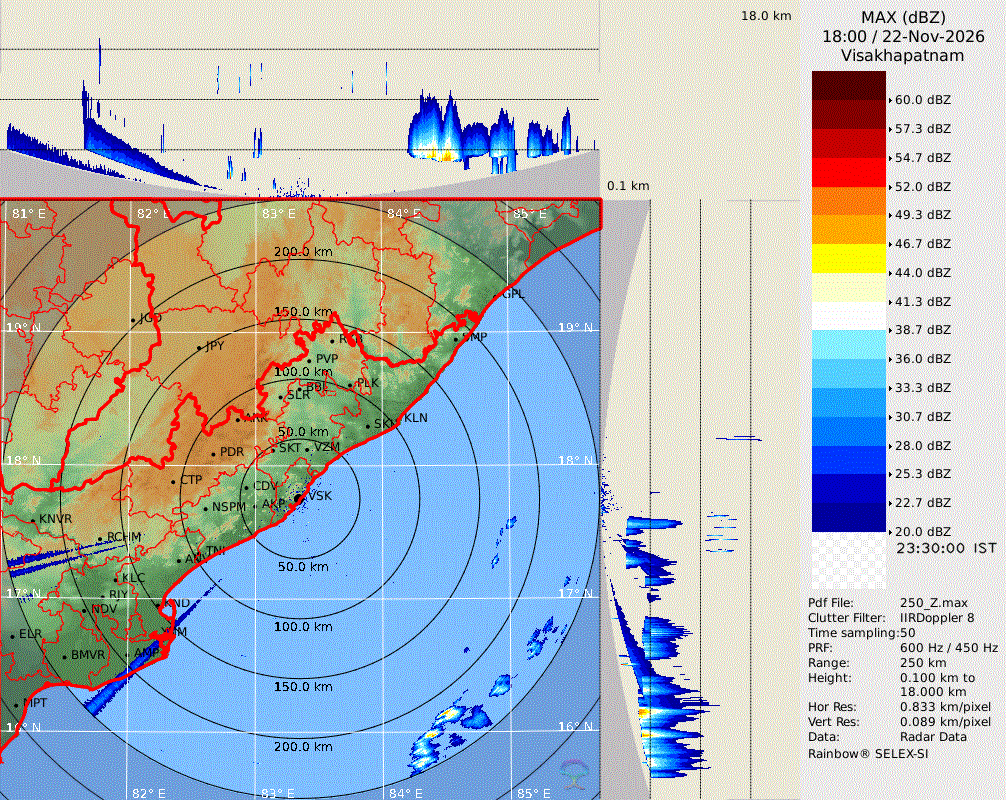 18.0 km
MAX (dBZ)
18:00 / 22-Nov-2026
Visakhapatnam
60.0 dBZ
57.3 dBZ
54.7 dBZ
52.0 dBZ
49.3 dBZ
46.7 dBZ
44.0 dBZ
41.3 dBZ
38.7 dBZ
36.0 dBZ
33.3 dBZ
30.7 dBZ
28.0 dBZ
25.3 dBZ
22.7 dBZ
20.0 dBZ
23:30:00 IST
Pdf File: 250_Z.max
Clutter Filter: IIRDoppler 8
Time sampling:50
PRF: 600 Hz / 450 Hz
Range: 250 km
Height: 0.100 km to
18.000 km
Hor Res: 0.833 km/pixel
Vert Res: 0.089 km/pixel
Data: Radar Data
Rainbow® SELEX-SI
0.1 km
81° E 82° E 83° E 84° E 85° E
200.0 km
GPL
150.0 km
JGD
19° N 19° N
SMP
JPY
PVP
100.0 km
BBL PLK
SLR
KLN
50.0 km
SKT VZM
PDR
18° N 18° N
CTP
CDV
VSK
NSPM AKP
KNVR
RCHM
TNI
50.0 km
KLC
17° N
RJY
KND
NDV
100.0 km
ELR
BMVR AMP
150.0 km
MPT
16° N 16° N
200.0 km
82° E 83° E 84° E 85° E